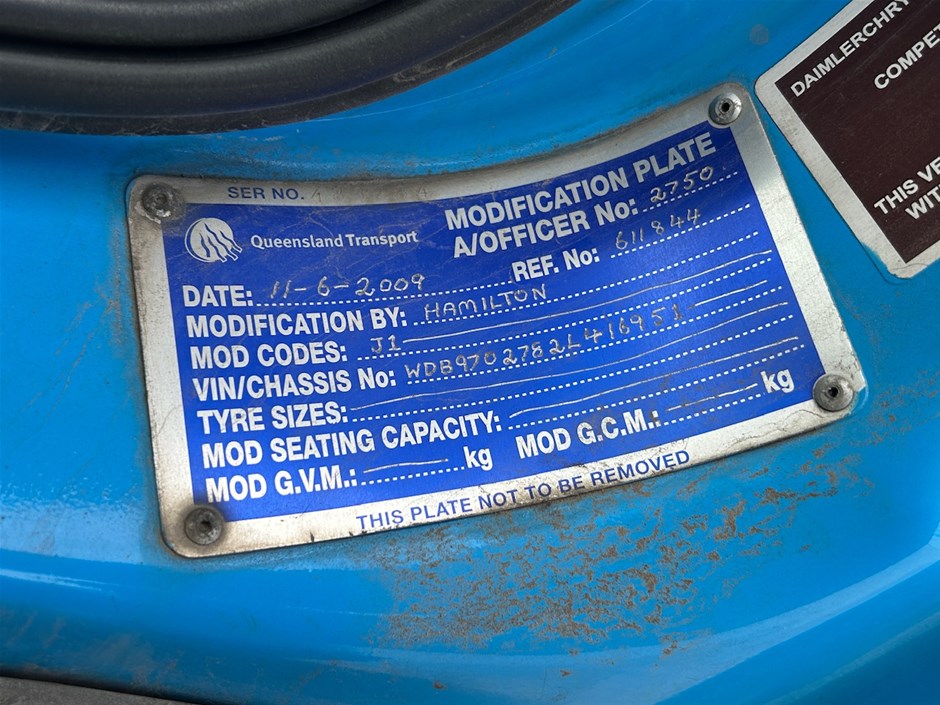 SER NO.
Queensland Transport
MODIFICATION PLATE
A/OFFICER No: 2750
DATE: 11-6-2009 REF. No: 611844
MODIFICATION BY: HAMILTON
MOD CODES: J1
VIN/CHASSIS No: WDB9702782L416951
TYRE SIZES:
MOD SEATING CAPACITY:
MOD G.V.M.: kg MOD G.C.M.: kg
THIS PLATE NOT TO BE REMOVED
DAIMLERCHRY
COMPET
THIS VE
WIT